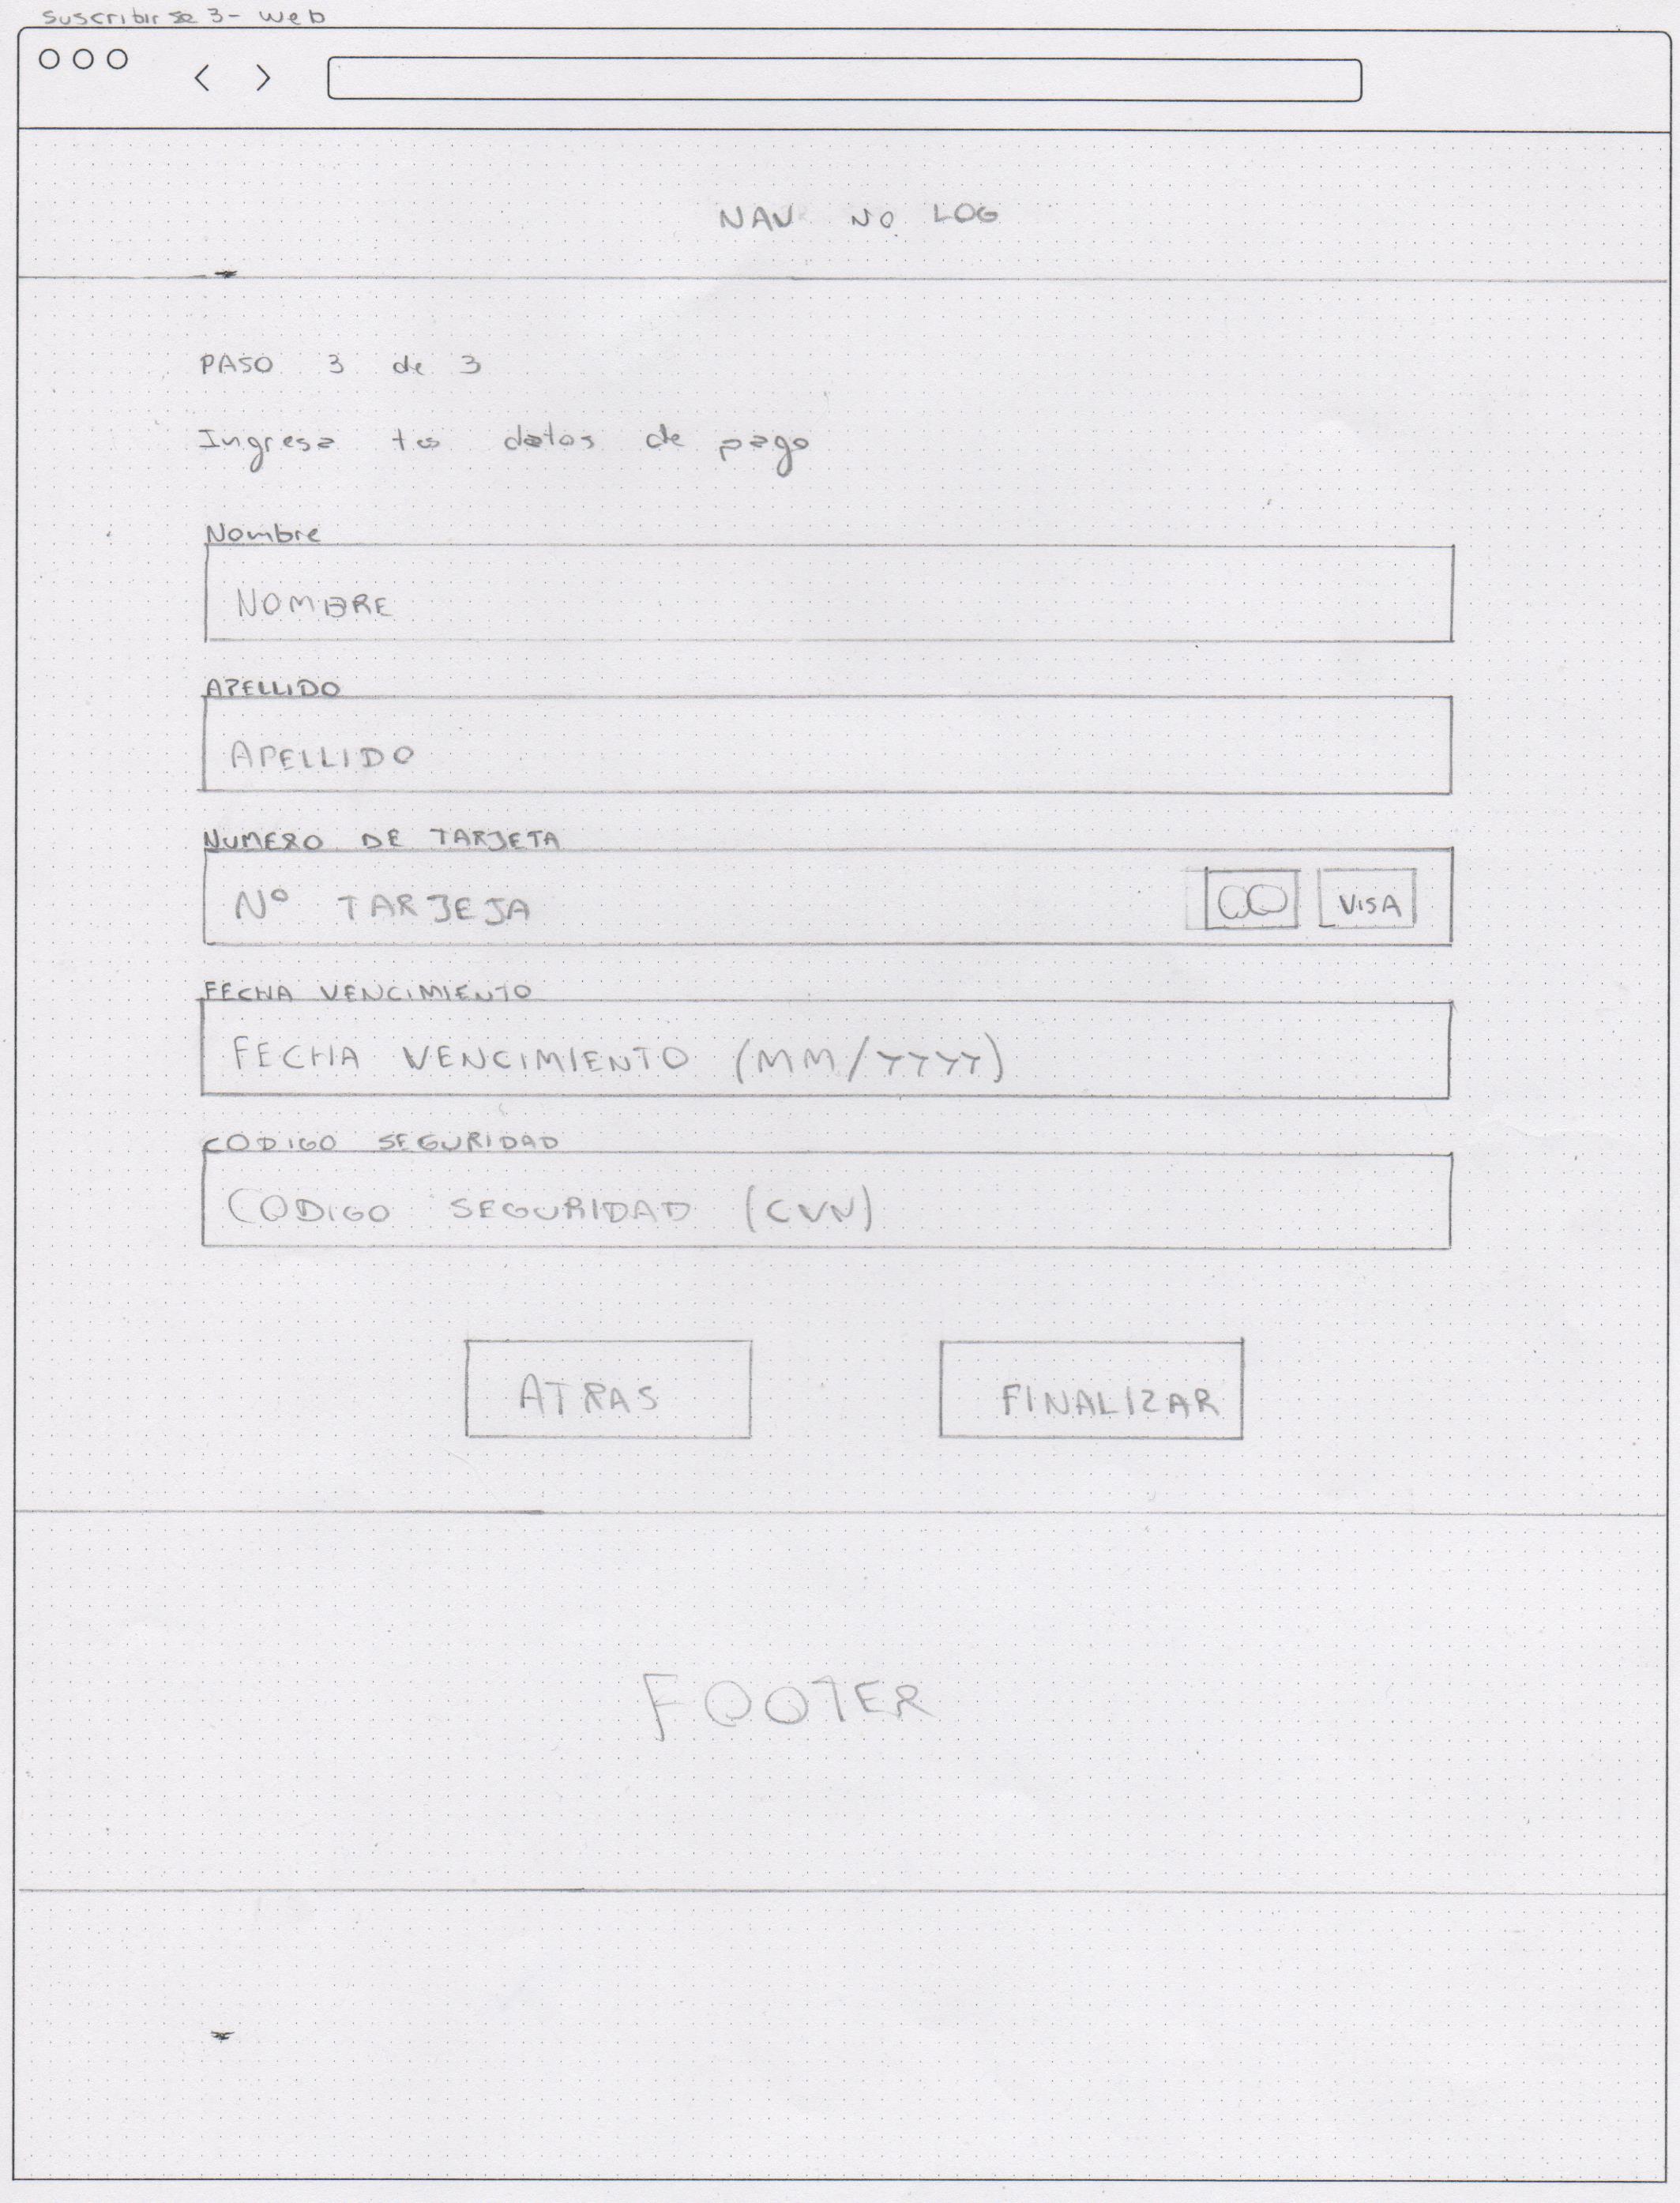 Suscribirse 3- Web
NAV NO LOG
PASO 3 de 3
Ingresa tus datos de pago
Nombre
NOMBRE
APELLIDO
APELLIDO
NUMERO DE TARJETA
Nº TARJEJA
VISA
FECHA VENCIMIENTO
FECHA VENCIMIENTO (MM/YYYY)
CODIGO SEGURIDAD
CODIGO SEGURIDAD (CVN)
ATRAS
FINALIZAR
FOOTER